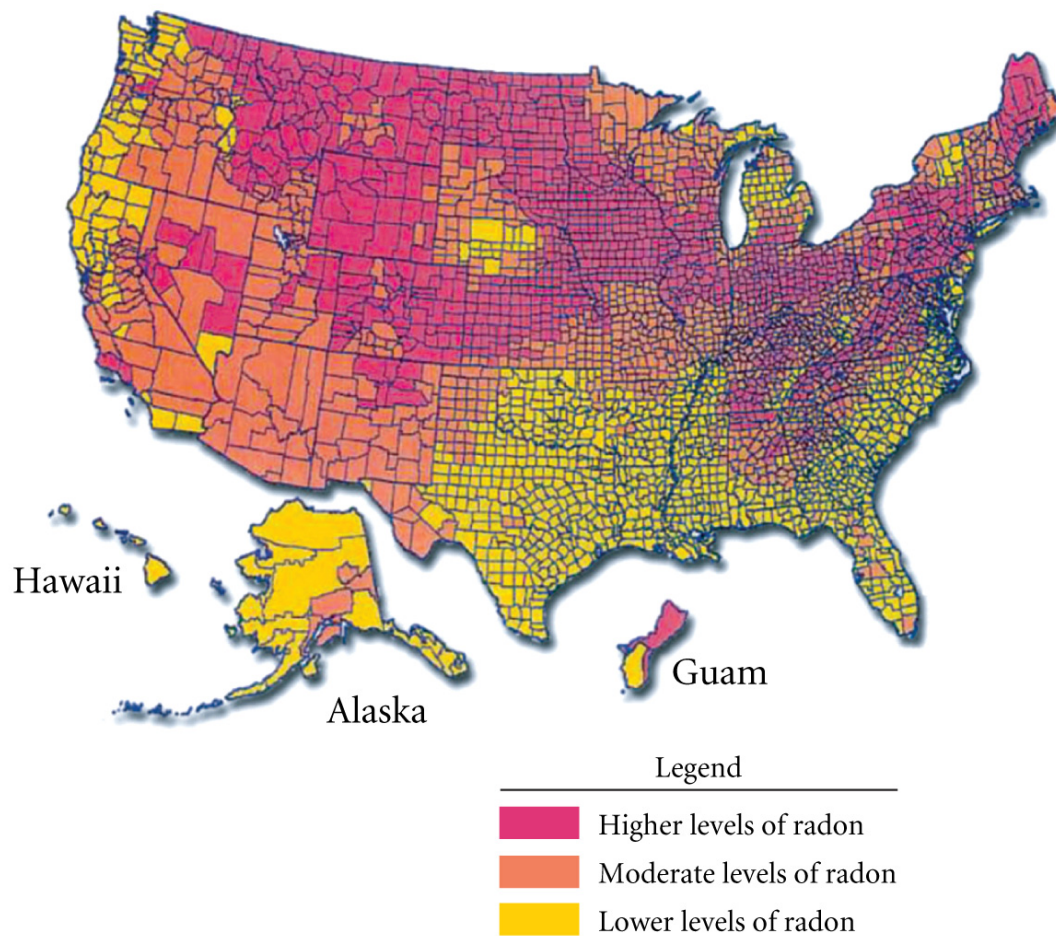 Hawaii
Alaska
Guam
Legend
Higher levels of radon
Moderate levels of radon
Lower levels of radon